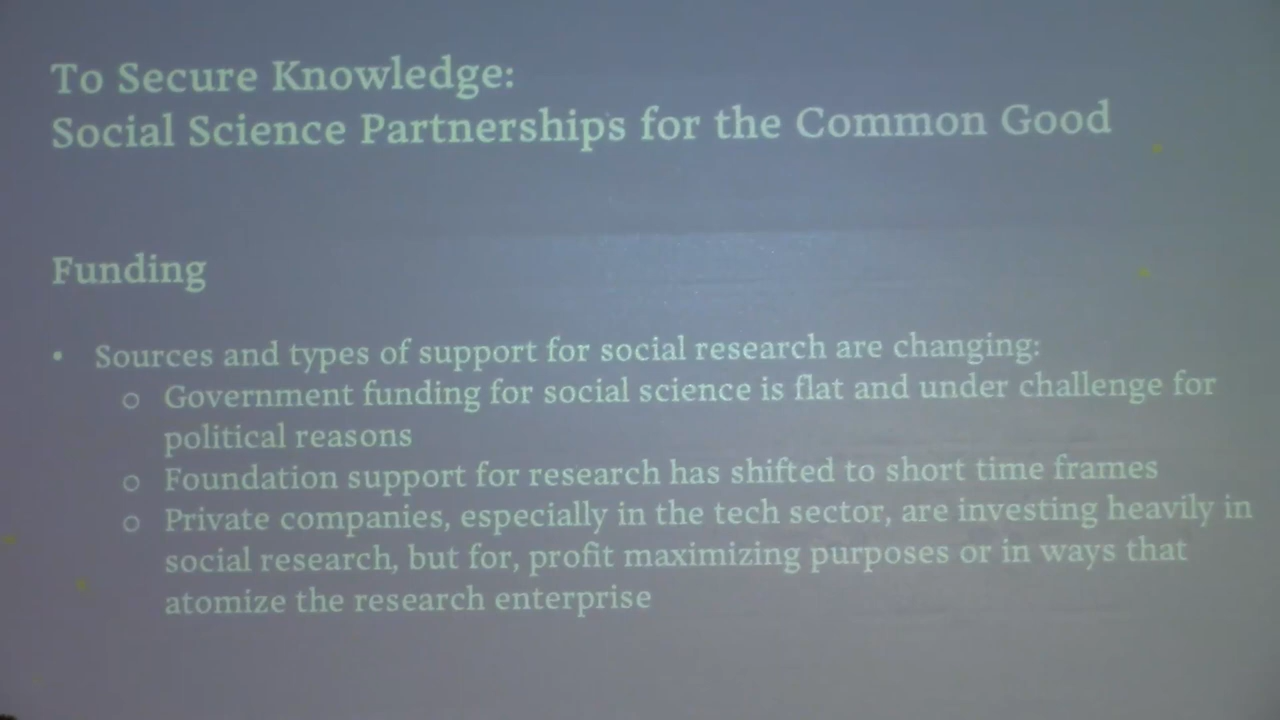 To Secure Knowledge:
Social Science Partnerships for the Common Good
Funding
• Sources and types of support for social research are changing:
o Government funding for social science is flat and under challenge for
political reasons
o Foundation support for research has shifted to short time frames
o Private companies, especially in the tech sector, are investing heavily in
social research, but for, profit maximizing purposes or in ways that
atomize the research enterprise